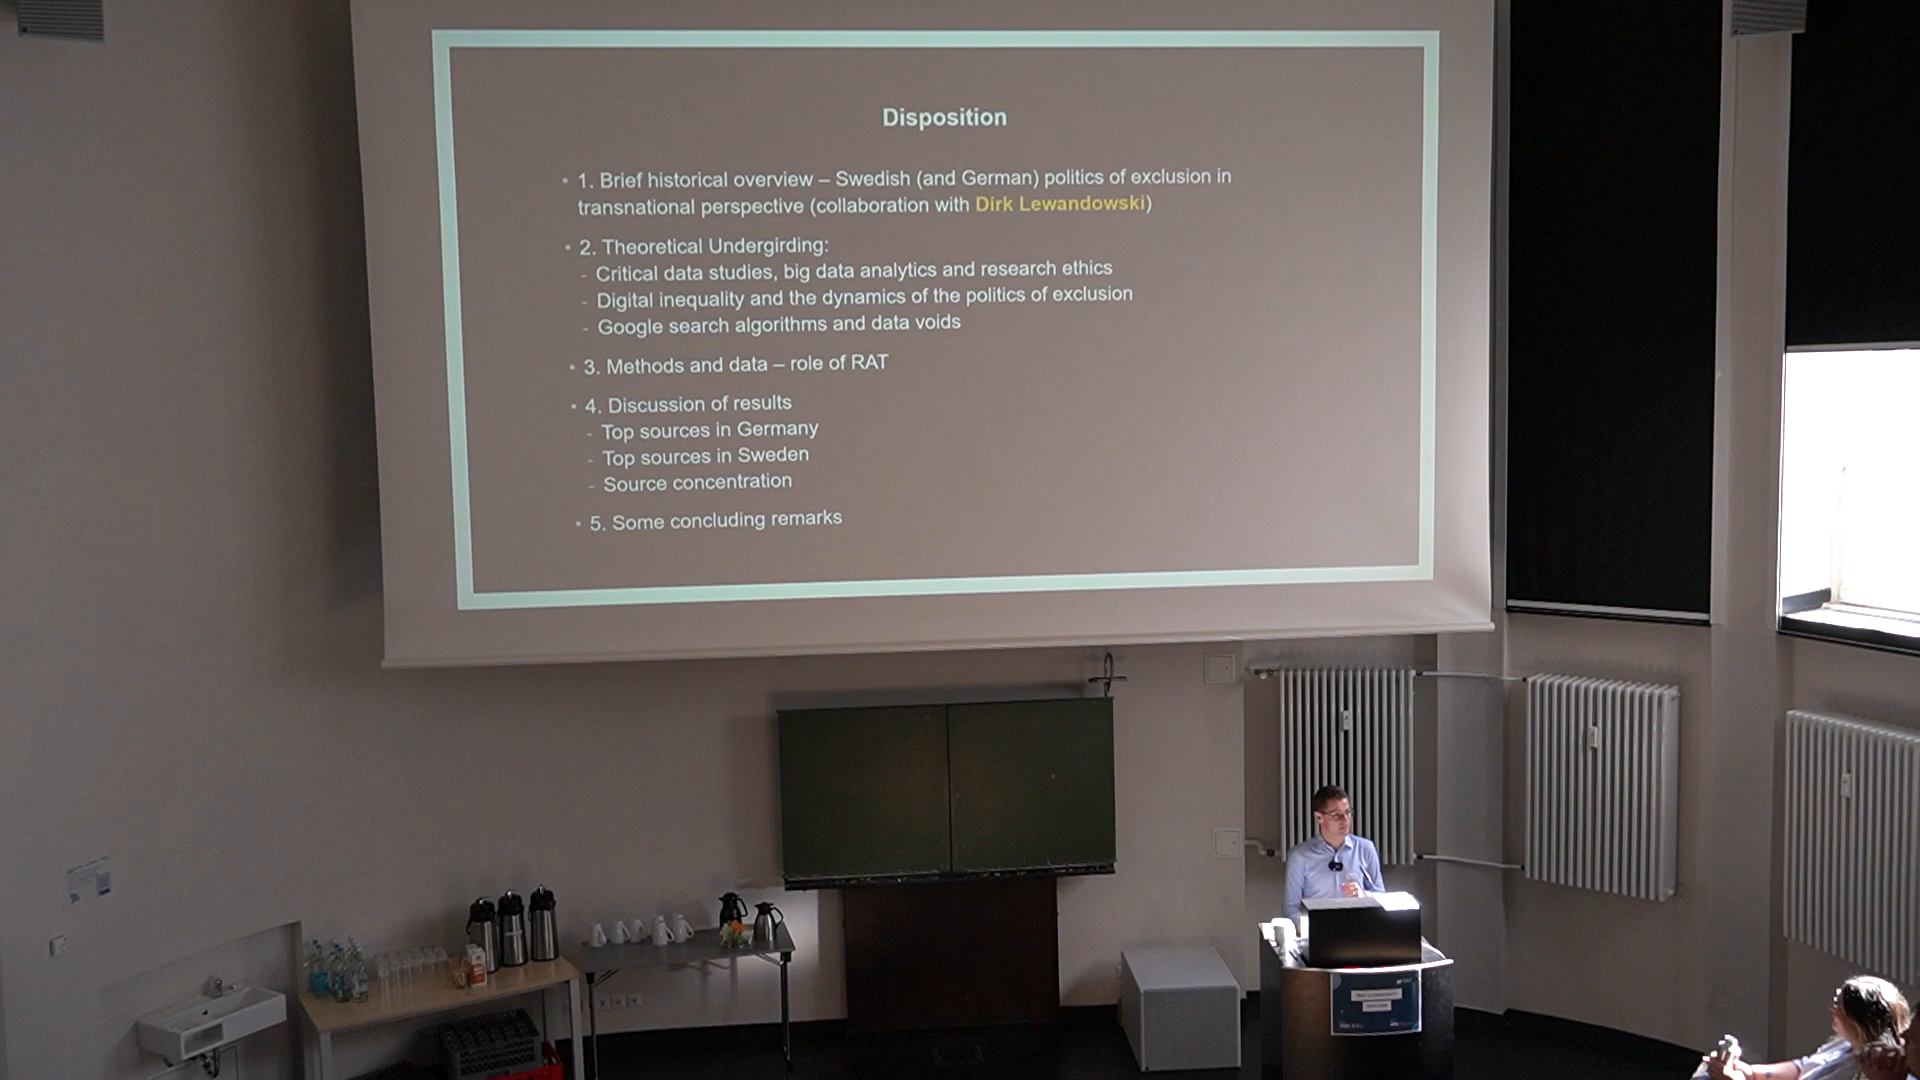 Disposition
• 1. Brief historical overview – Swedish (and German) politics of exclusion in
transnational perspective (collaboration with Dirk Lewandowski)
• 2. Theoretical Undergirding:
- Critical data studies, big data analytics and research ethics
- Digital inequality and the dynamics of the politics of exclusion
- Google search algorithms and data voids
• 3. Methods and data – role of RAT
• 4. Discussion of results
- Top sources in Germany
- Top sources in Sweden
- Source concentration
• 5. Some concluding remarks